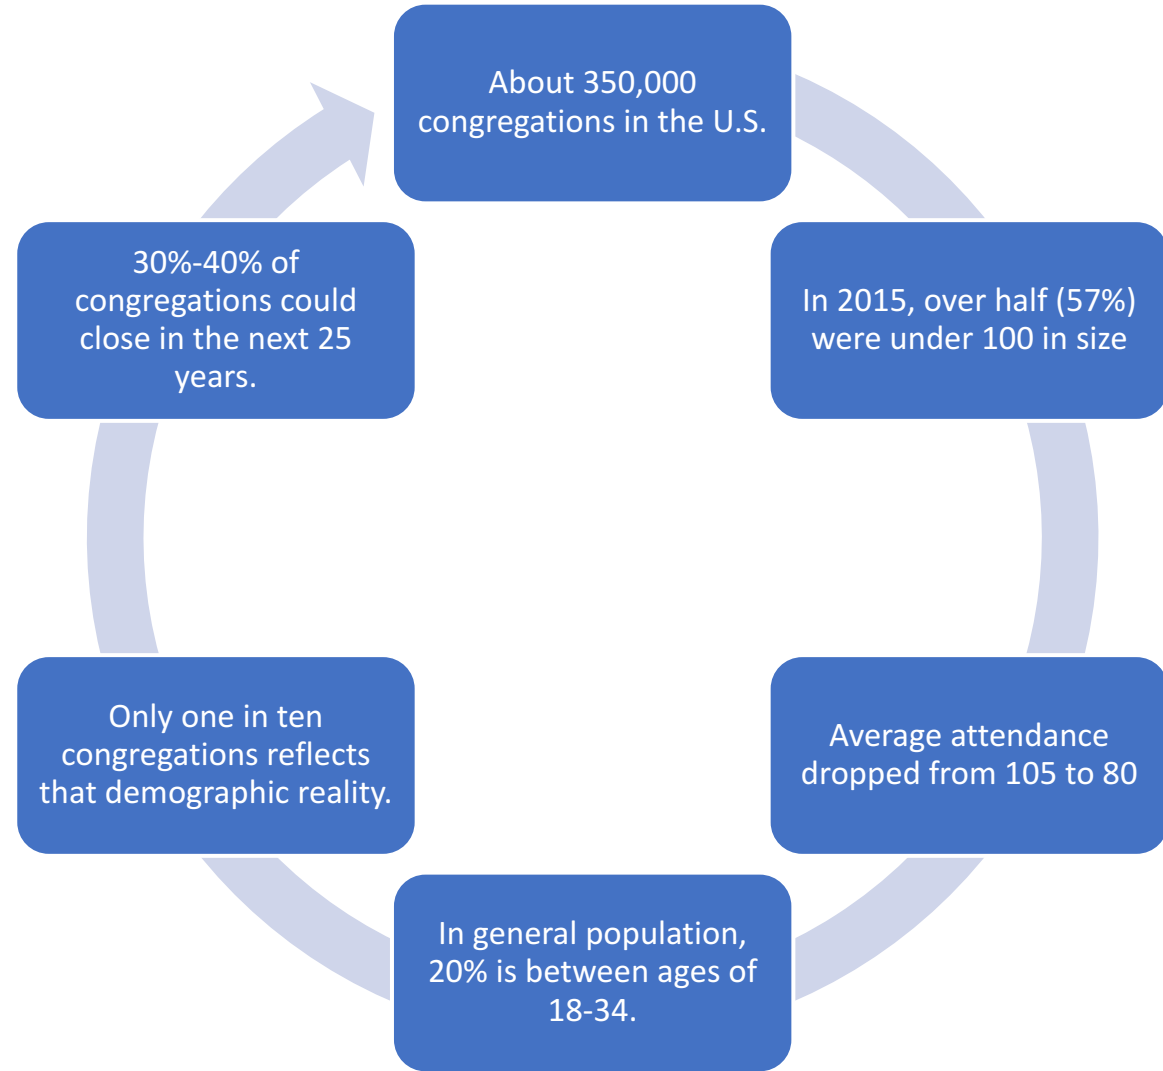 About 350,000
congregations in the U.S.
In 2015, over half (57%)
were under 100 in size
Average attendance
dropped from 105 to 80
In general population,
20% is between ages of
18-34.
Only one in ten
congregations reflects
that demographic reality.
30%-40% of
congregations could
close in the next 25
years.